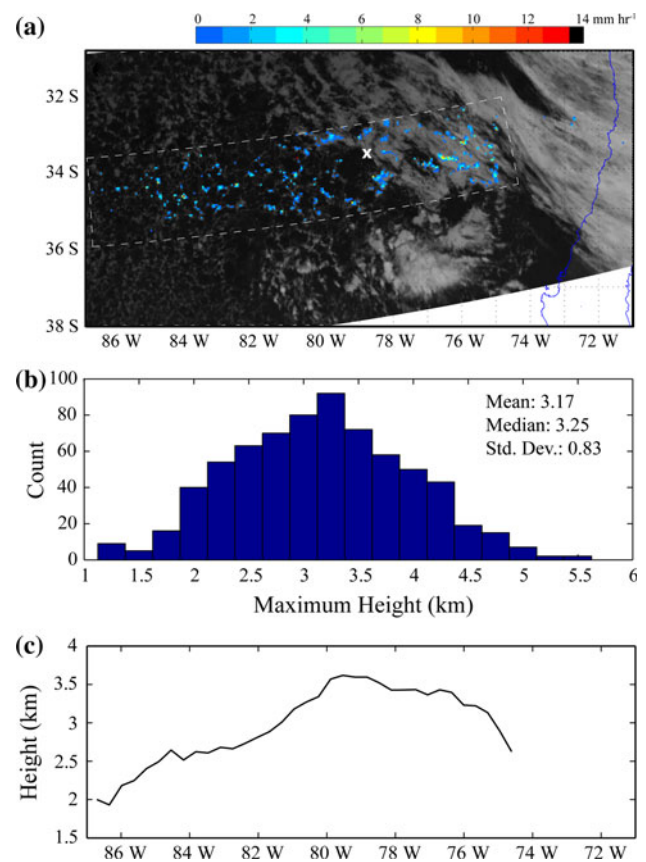 (a)
0 2 4 6 8 10 12 14 mm hr-1
32 S
34 S
36 S
38 S
x
86 W 84 W 82 W 80 W 78 W 76 W 74 W 72 W
(b)
100
80
60
40
20
0
Count
Mean: 3.17
Median: 3.25
Std. Dev.: 0.83
1 1.5 2 2.5 3 3.5 4 4.5 5 5.5 6
Maximum Height (km)
(c)
4
3.5
3
2.5
2
1.5
Height (km)
86 W 84 W 82 W 80 W 78 W 76 W 74 W 72 W